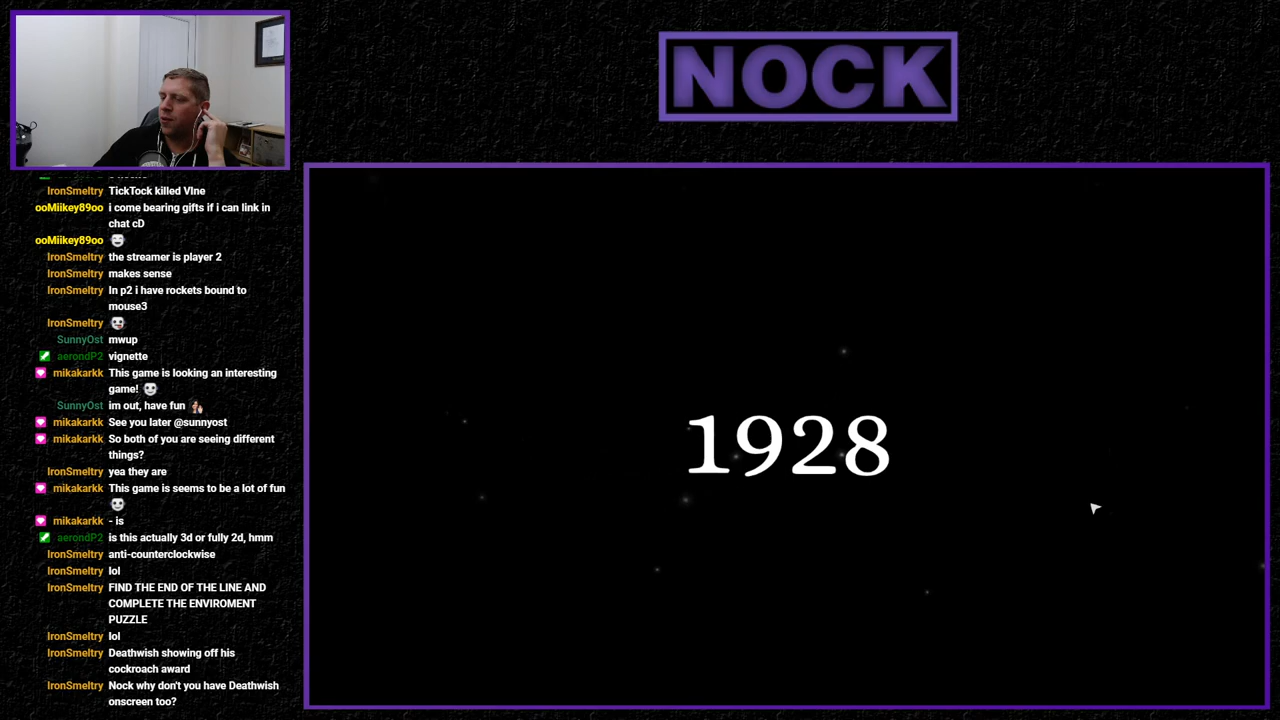 NOCK
IronSmeltry TickTock killed VIne
ooMiikey89oo i come bearing gifts if i can link in
chat cD
ooMiikey89oo
IronSmeltry the streamer is player 2
IronSmeltry makes sense
IronSmeltry In p2 i have rockets bound to
mouse3
IronSmeltry
SunnyOst mwup
aerondP2 vignette
mikakarkk This game is looking an interesting
game!
SunnyOst im out, have fun
mikakarkk See you later @sunnyost
mikakarkk So both of you are seeing different
things?
IronSmeltry yea they are
mikakarkk This game is seems to be a lot of fun
mikakarkk - is
aerondP2 is this actually 3d or fully 2d, hmm
IronSmeltry anti-counterclockwise
IronSmeltry lol
IronSmeltry FIND THE END OF THE LINE AND
COMPLETE THE ENVIROMENT
PUZZLE
IronSmeltry lol
IronSmeltry Deathwish showing off his
cockroach award
IronSmeltry Nock why don't you have Deathwish
onscreen too?
1928